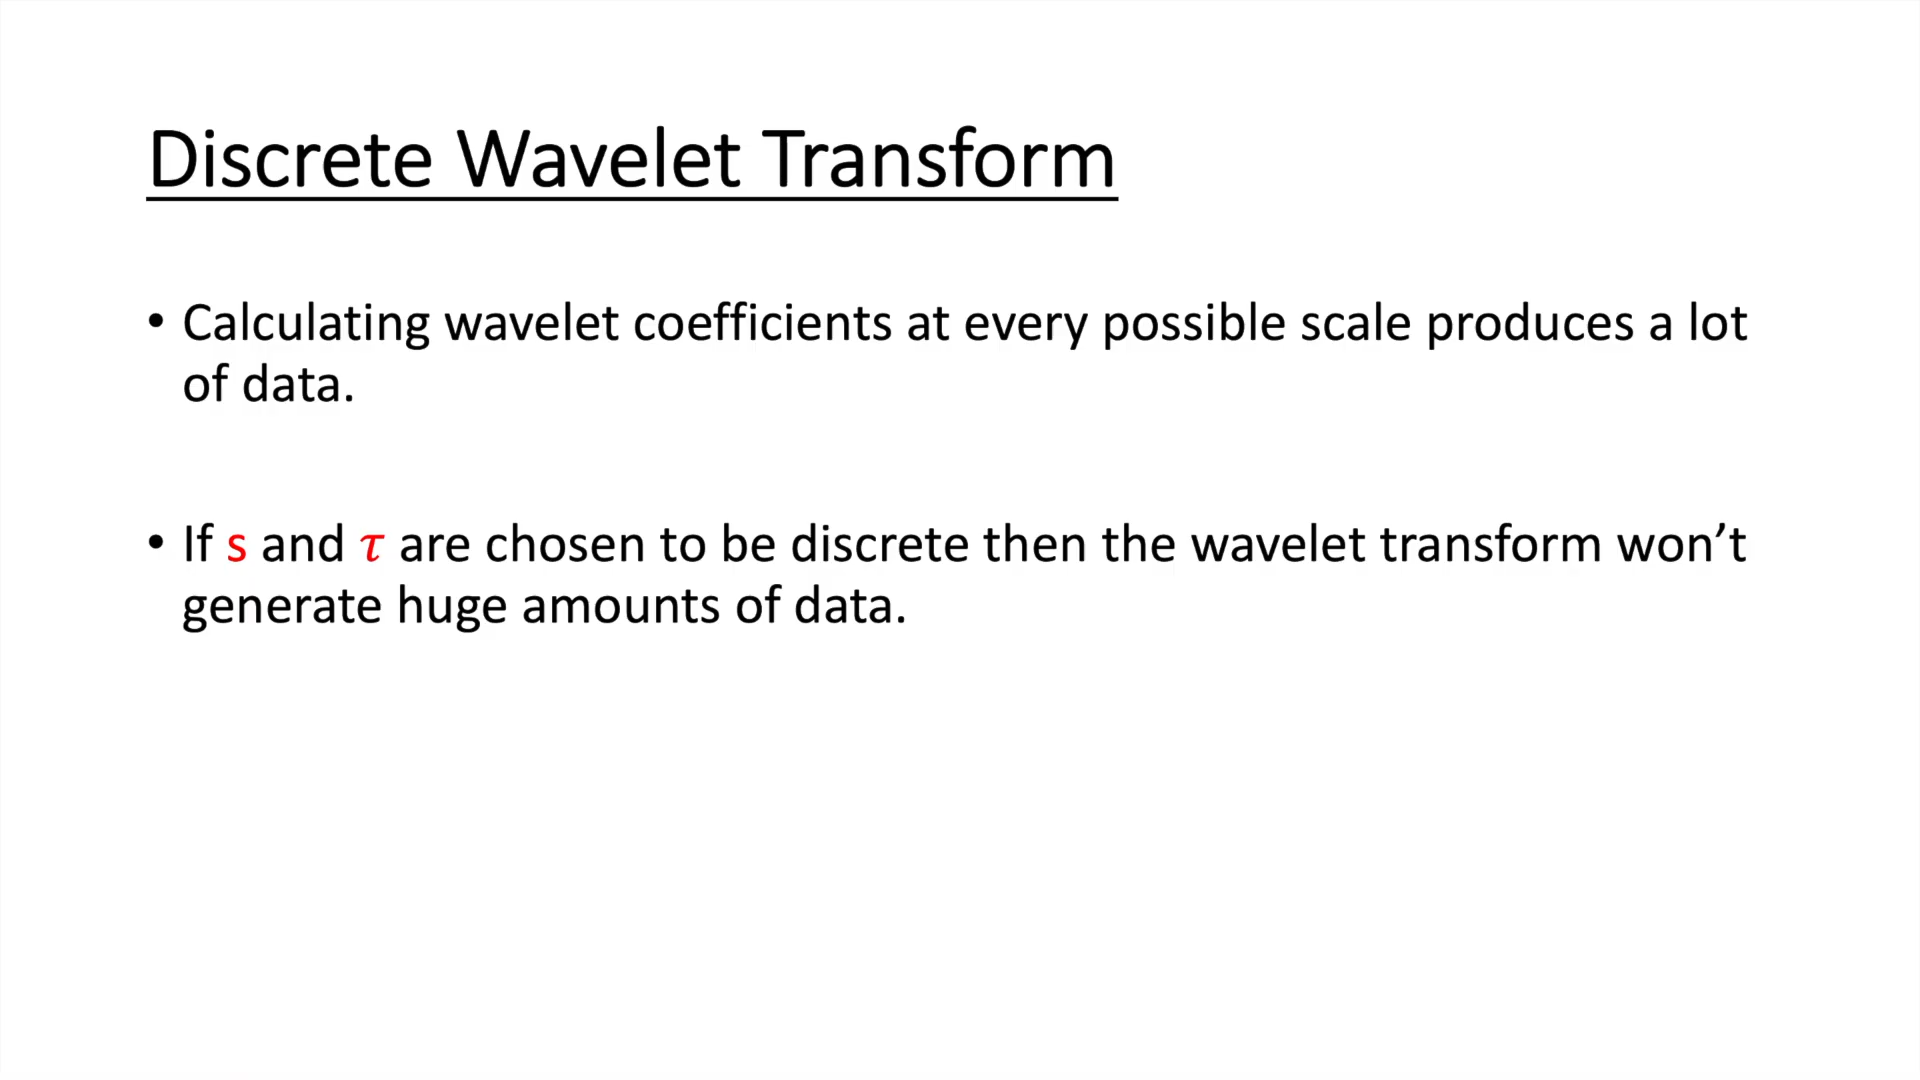 Discrete Wavelet Transform
• Calculating wavelet coefficients at every possible scale produces a lot
of data.
• If s and τ are chosen to be discrete then the wavelet transform won’t
generate huge amounts of data.